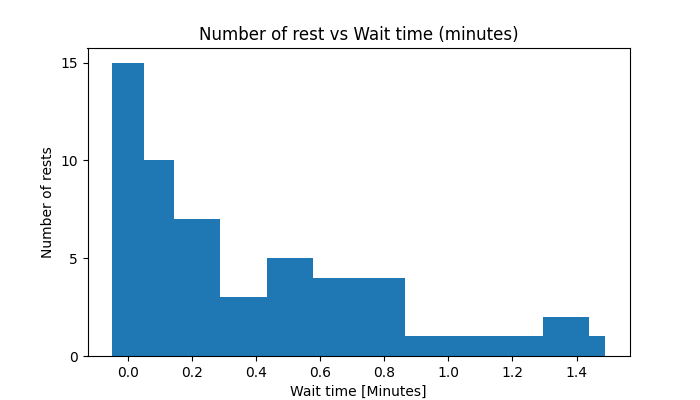 Number of rest vs Wait time (minutes)
Number of rests
15
10
5
0
0.0 0.2 0.4 0.6 0.8 1.0 1.2 1.4
Wait time [Minutes]